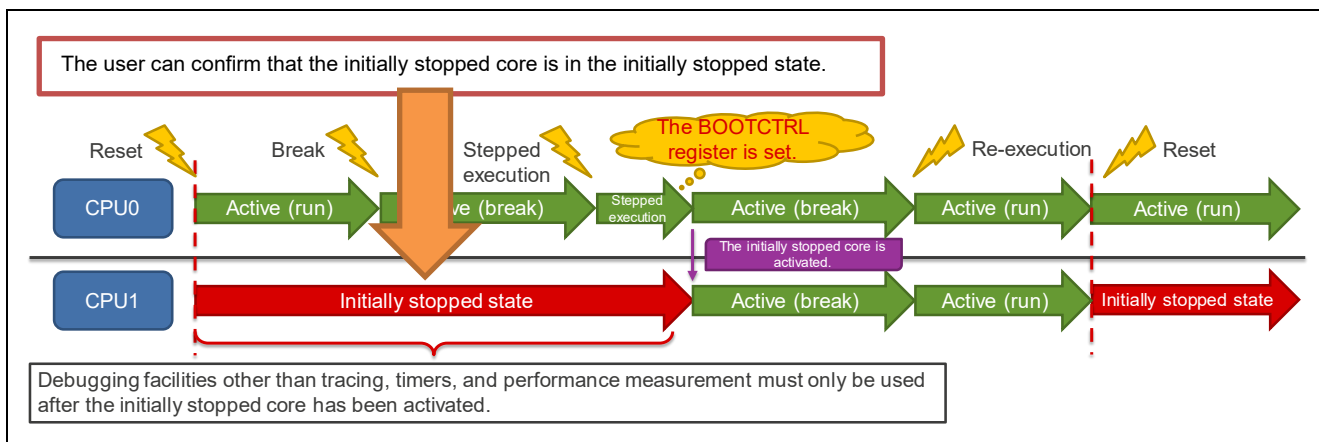 The user can confirm that the initially stopped core is in the initially stopped state.
The BOOTCTRL
register is set.
Reset
Break
Stepped
execution
Re-execution
Reset
CPU0
Active (run)
(break)
Stepped
execution
Active (break)
Active (run)
Active (run)
The initially stopped core is
activated.
CPU1
Initially stopped state
Active (break)
Active (run)
Initially stopped state
Debugging facilities other than tracing, timers, and performance measurement must only be used
after the initially stopped core has been activated.